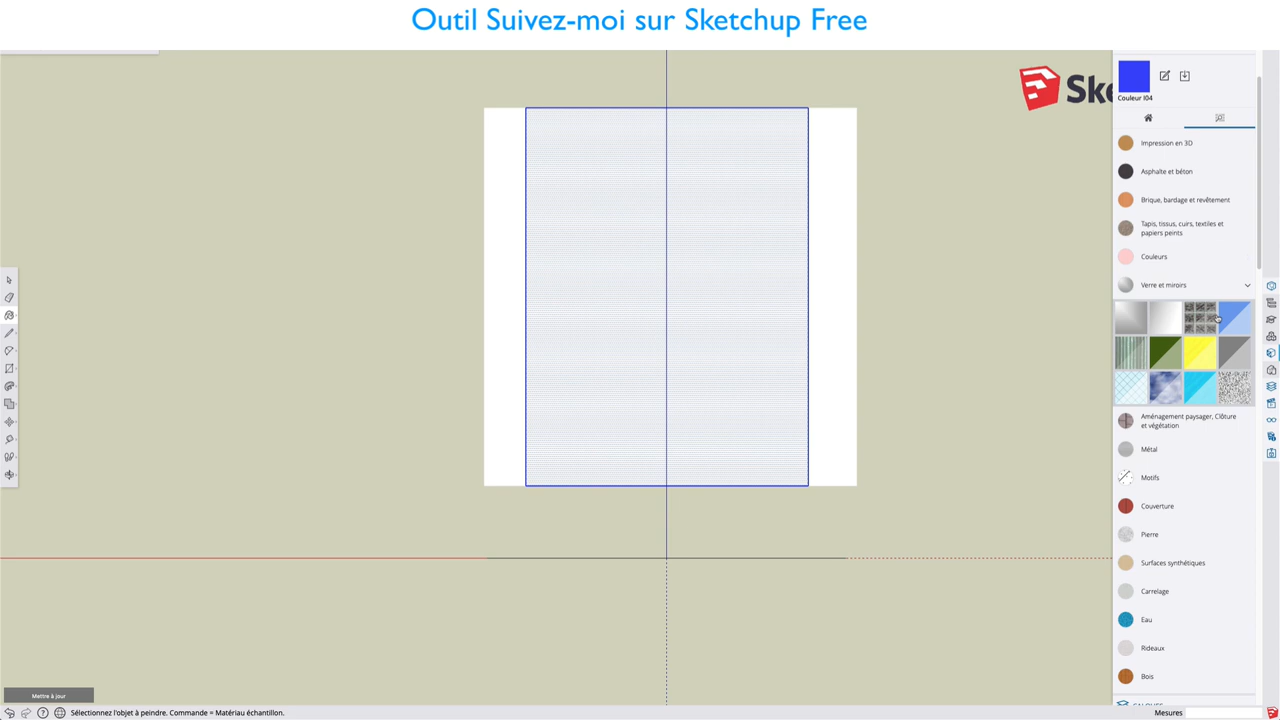 Outil Suivez-moi sur Sketchup Free
Ske
Couleur I04
Impression en 3D
Asphalte et béton
Brique, bardage et revêtement
Tapis, tissus, cuirs, textiles et
papiers peints
Couleurs
Verre et miroirs
Aménagement paysager, Clôture
et végétation
Métal
Motifs
Couverture
Pierre
Surfaces synthétiques
Carrelage
Eau
Rideaux
Bois
Mettre à jour
Sélectionnez l'objet à peindre. Commande = Matériau échantillon.
Mesures